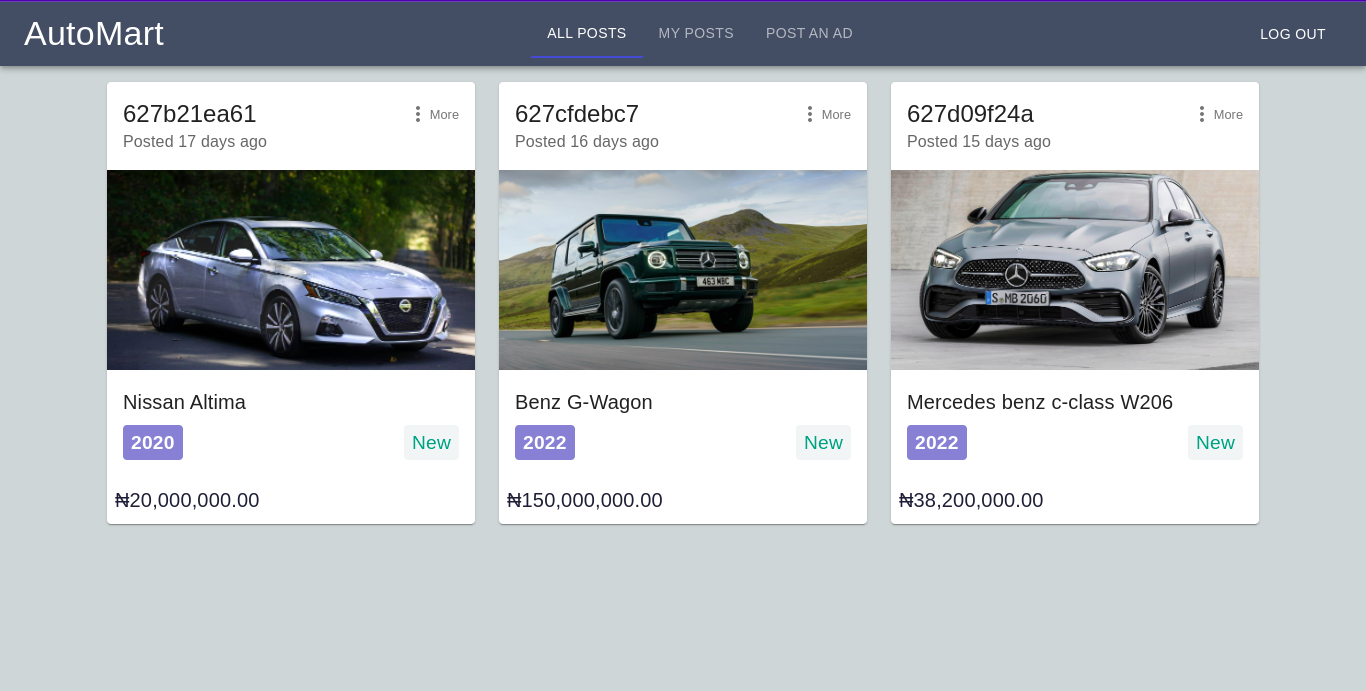 AutoMart
ALL POSTS MY POSTS POST AN AD
LOG OUT
627b21ea61
More
Posted 17 days ago
Nissan Altima
2020
New
₦20,000,000.00
627cfdebc7
More
Posted 16 days ago
463 MBC
Benz G-Wagon
2022
New
₦150,000,000.00
627d09f24a
More
Posted 15 days ago
S MB 2060
Mercedes benz c-class W206
2022
New
₦38,200,000.00